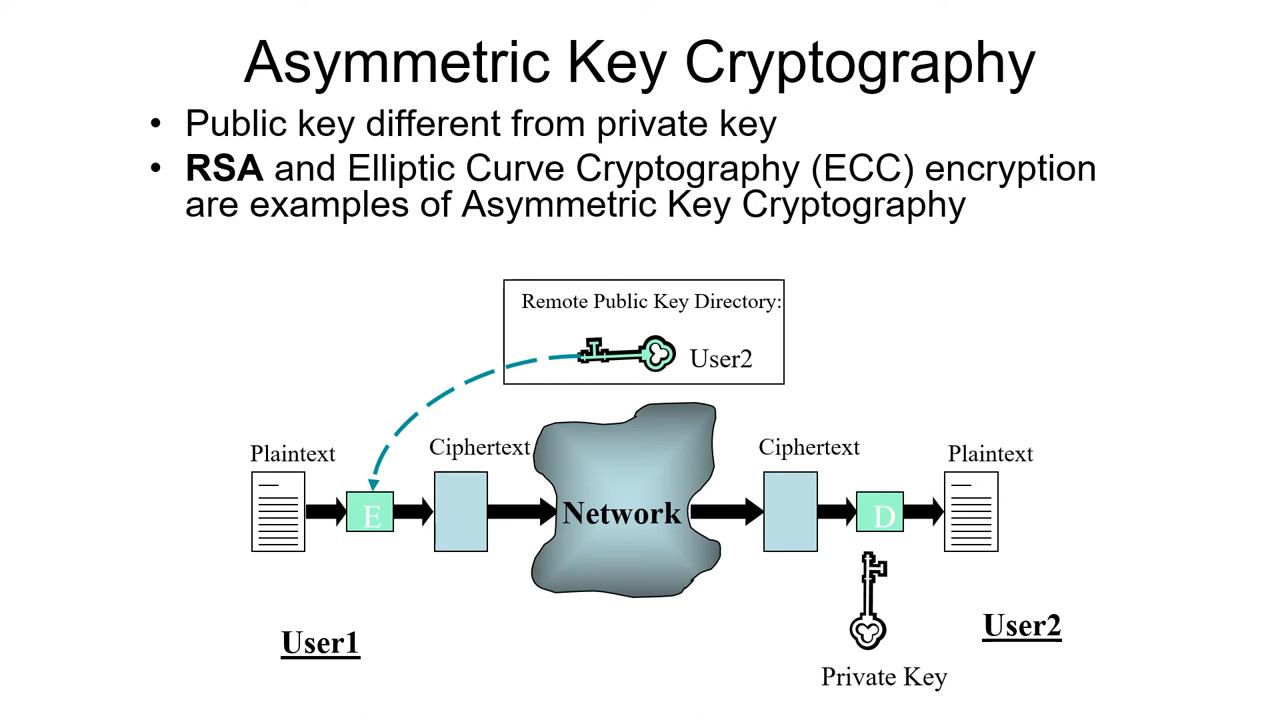 Asymmetric Key Cryptography
• Public key different from private key
• RSA and Elliptic Curve Cryptography (ECC) encryption
are examples of Asymmetric Key Cryptography
Remote Public Key Directory:
User2
Plaintext
Ciphertext
Ciphertext
Plaintext
E
Network
D
User1
User2
Private Key